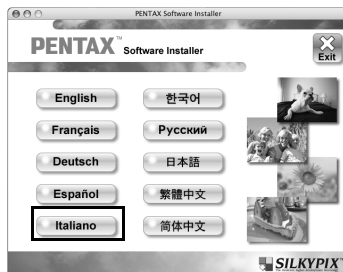 PENTAX Software Installer
PENTAX™ Software Installer
Exit
English
한국어
Français
Русский
Deutsch
日本語
Español
繁體中文
Italiano
简体中文
SILKYPIX